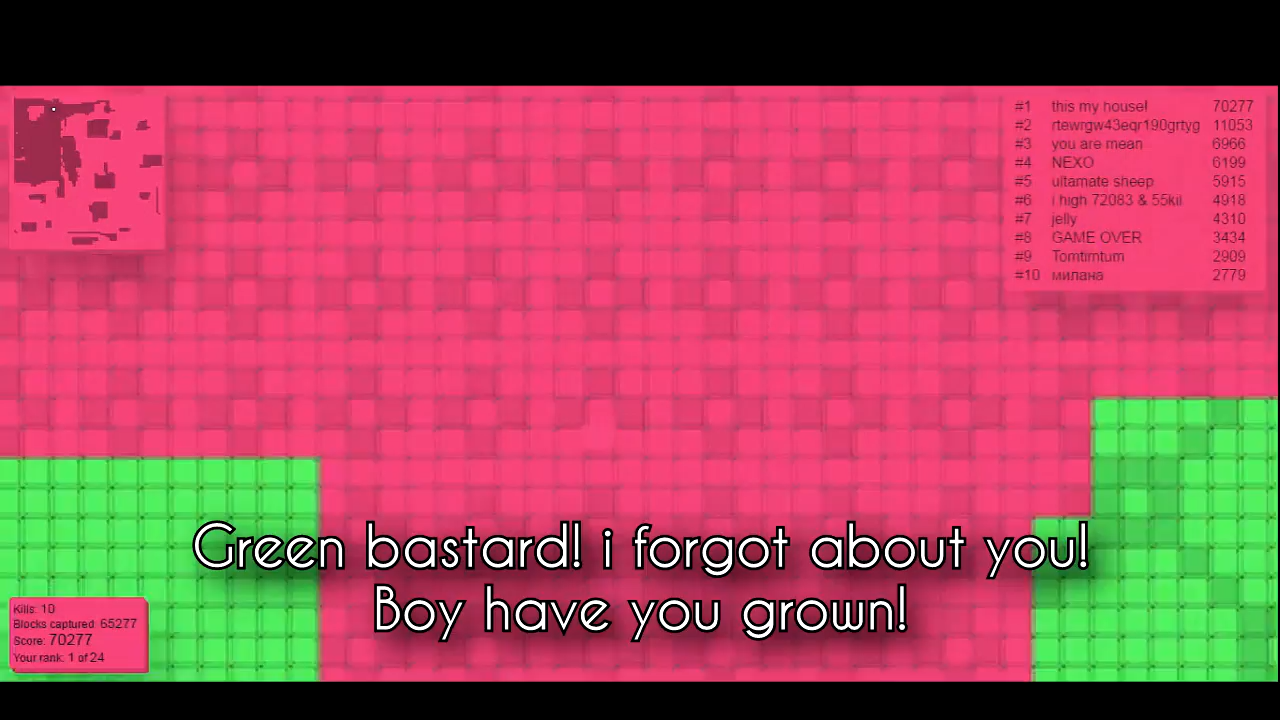 #1 this my house! 70277
#2 rtewrgw43eqr190grtyg 11053
#3 you are mean 6966
#4 NEXO 6199
#5 ultamate sheep 5915
#6 i high 72083 & 55kil 4918
#7 jelly 4310
#8 GAME OVER 3434
#9 Tomtimtum 2909
#10 милана 2779
Green bastard! i forgot about you!
Boy have you grown!
Kills: 10
Blocks captured: 65277
Score: 70277
Your rank: 1 of 24